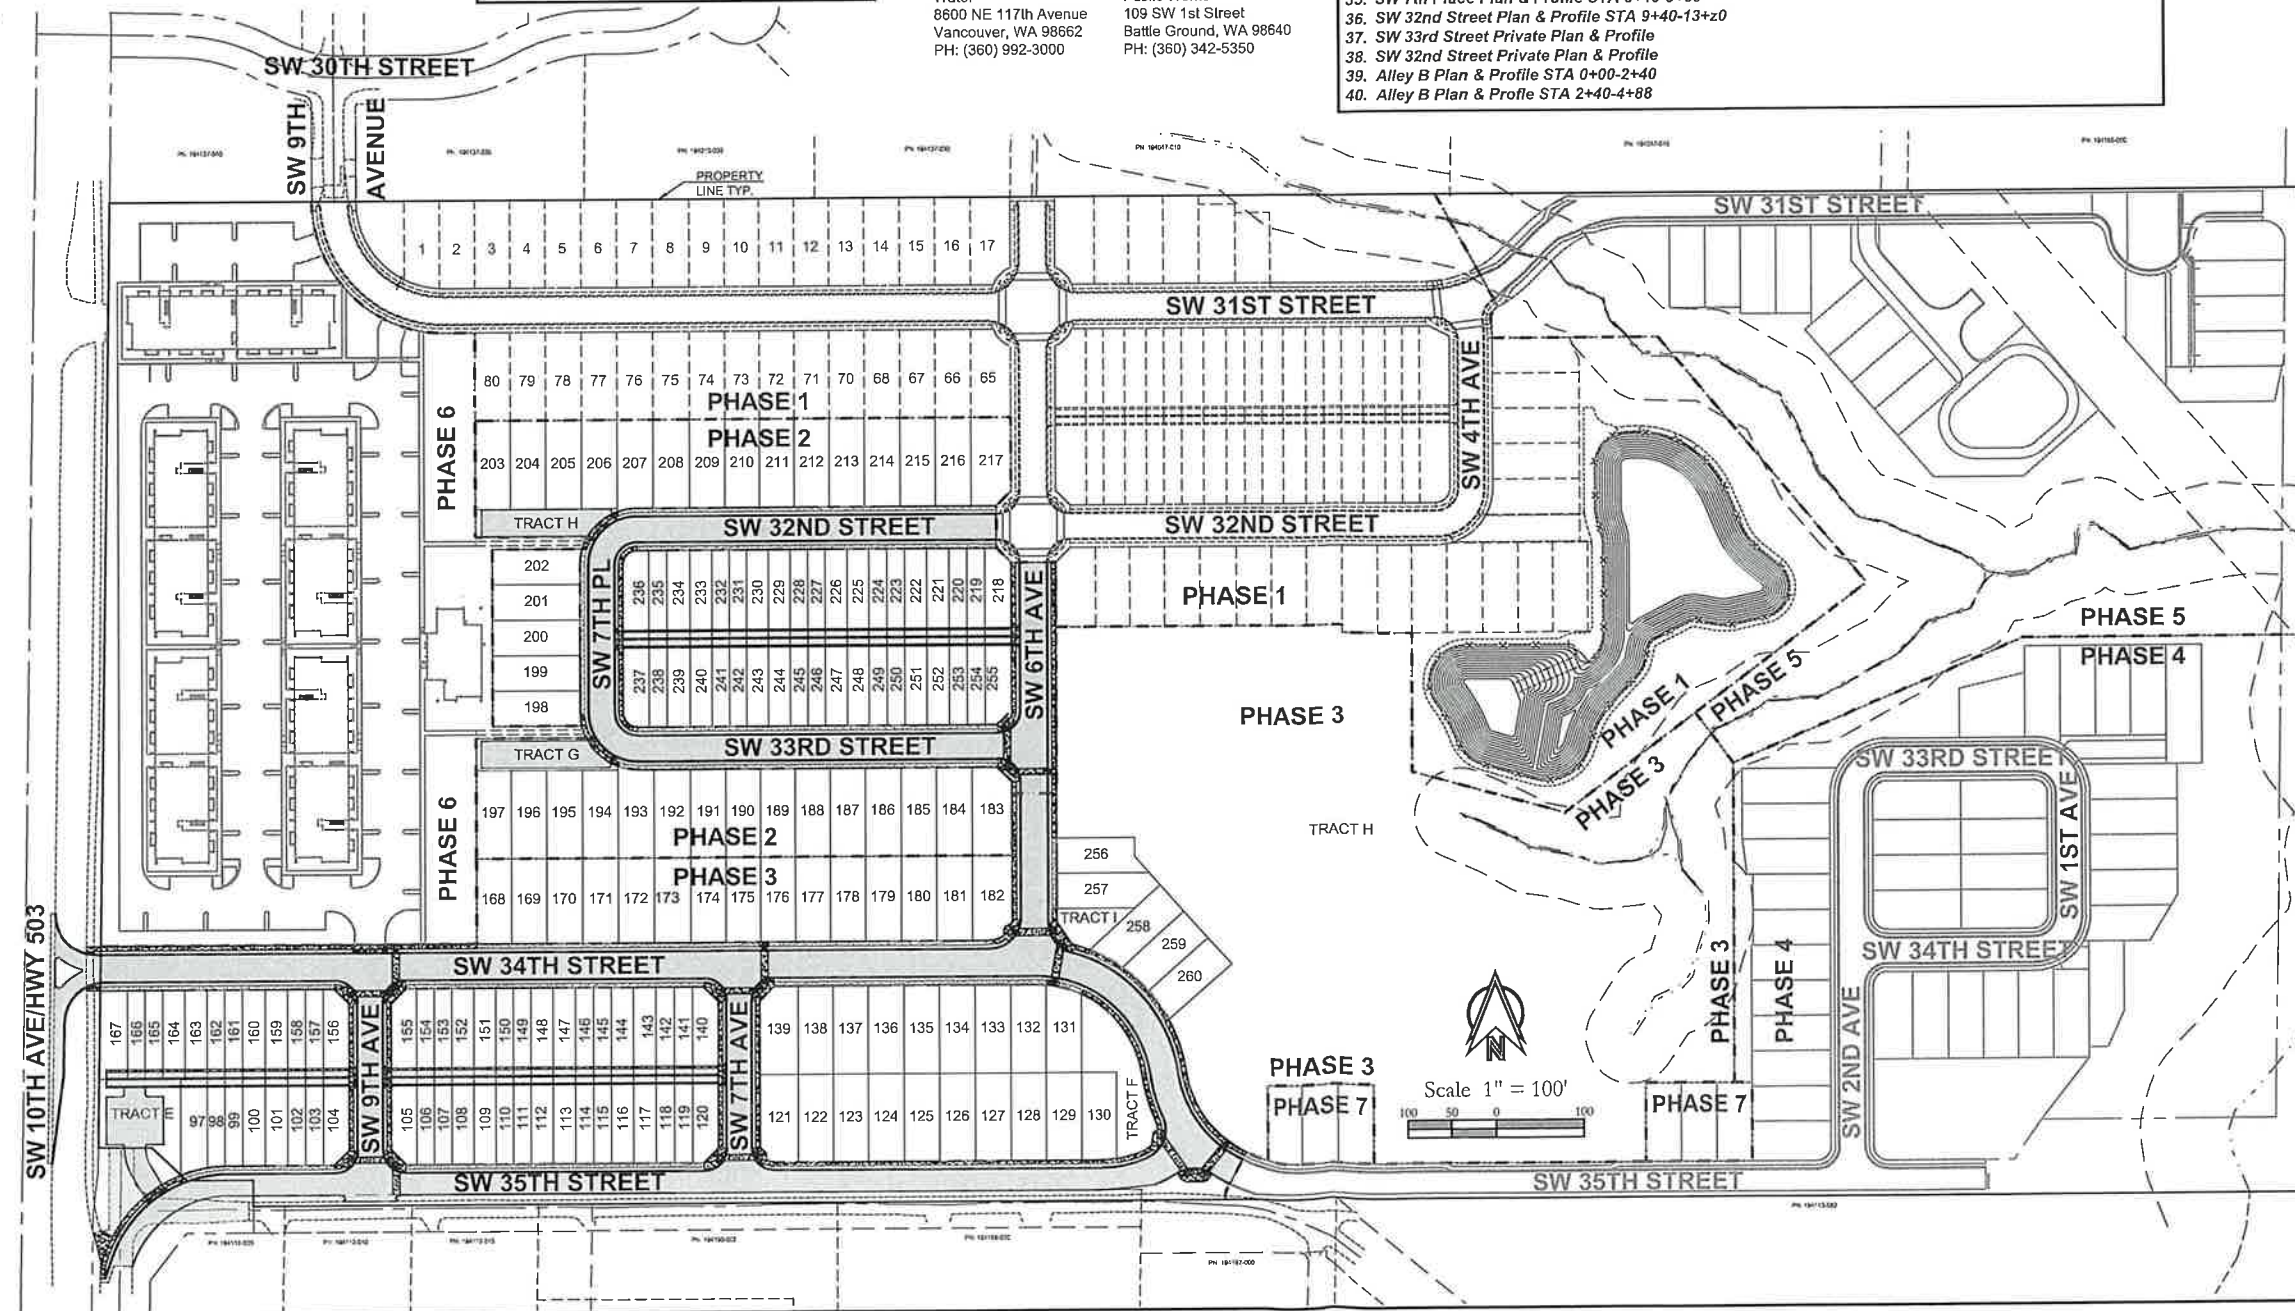 8600 NE 117th Avenue
Vancouver, WA 98662
PH: (360) 992-3000
109 SW 1st Street
Battle Ground, WA 98640
PH: (360) 342-5350
36. SW 32nd Street Plan & Profile STA 9+40-13+z0
37. SW 33rd Street Private Plan & Profile
38. SW 32nd Street Private Plan & Profile
39. Alley B Plan & Profile STA 0+00-2+40
40. Alley B Plan & Profle STA 2+40-4+88
SW 30TH STREET
SW 9TH
AVENUE
PROPERTY
LINE TYP.
SW 31ST STREET
1 2 3 4 5 6 7 8 9 10 11 12 13 14 15 16 17
SW 31ST STREET
80 79 78 77 76 75 74 73 72 71 70 68 67 66 65
PHASE 1
PHASE 6
PHASE 2
203 204 205 206 207 208 209 210 211 212 213 214 215 216 217
SW 4TH AVE
TRACT H
SW 32ND STREET
SW 32ND STREET
202
201
200
199
198
SW 7TH PL
236 235 234 233 232 231 230 229 228 227 226 225 224 223 222 221 220 219 218
237 238 239 240 241 242 243 244 245 246 247 248 249 250 251 252 253 254 255
SW 6TH AVE
PHASE 1
PHASE 5
PHASE 4
PHASE 5
PHASE 1
PHASE 3
PHASE 3
TRACT G
SW 33RD STREET
SW 33RD STREET
SW 1ST AVE
197 196 195 194 193 192 191 190 189 188 187 186 185 184 183
PHASE 6
PHASE 2
PHASE 3
168 169 170 171 172 173 174 175 176 177 178 179 180 181 182
TRACT H
256
257
TRACT I
258
259
260
SW 34TH STREET
SW 34TH STREET
SW 10TH AVE/HWY 503
167 166 165 164 163 162 161 160 159 158 157 156
SW 9TH AVE
155 154 153 152 151 150 149 148 147 146 145 144 143 142 141 140
SW 7TH AVE
139 138 137 136 135 134 133 132 131
PHASE 3
PHASE 4
SW 2ND AVE
N
Scale 1" = 100'
100 50 0 100
PHASE 3
PHASE 7
PHASE 7
TRACT E
97 98 99 100 101 102 103 104
105 106 107 108 109 110 111 112 113 114 115 116 117 118 119 120
121 122 123 124 125 126 127 128 129 130
TRACT F
SW 35TH STREET
SW 35TH STREET